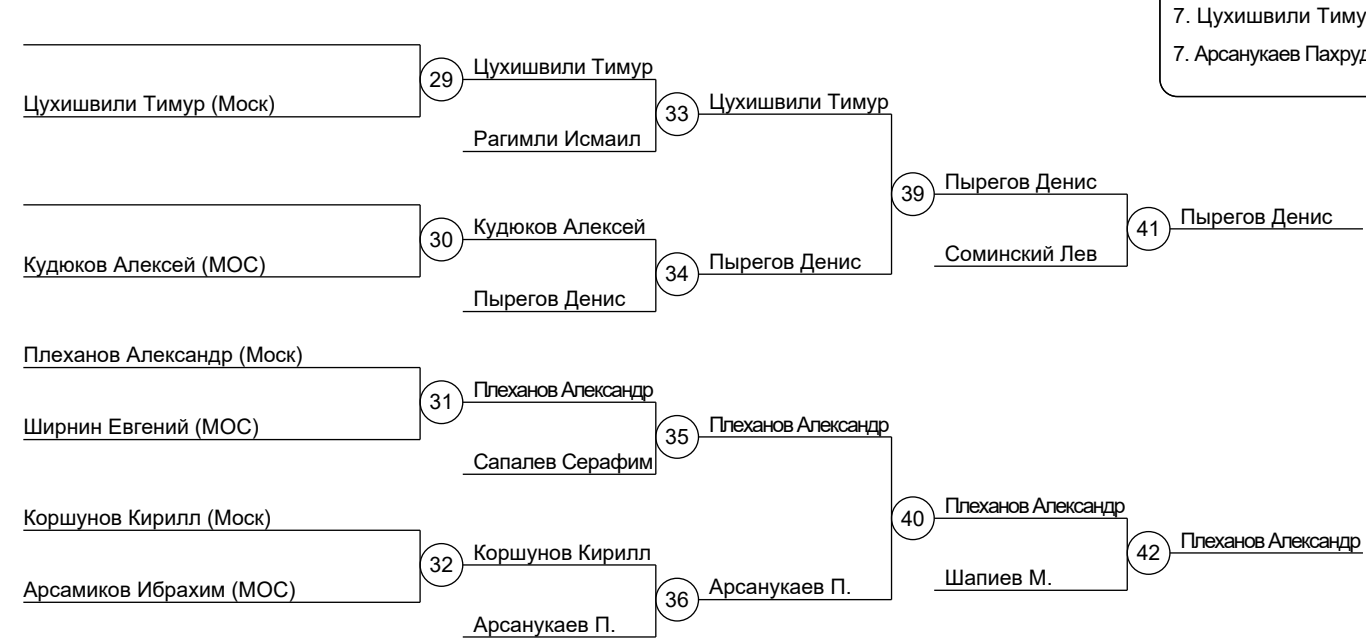 7. Цухишвили Тиму
7. Арсанукаев Пахруд
Цухишвили Тимур (Моск)
29
Цухишвили Тимур
Рагимли Исмаил
33
Цухишвили Тимур
Кудюков Алексей (МОС)
30
Кудюков Алексей
Пырегов Денис
34
Пырегов Денис
39
Пырегов Денис
Соминский Лев
41
Пырегов Денис
Плеханов Александр (Моск)
Ширнин Евгений (МОС)
31
Плеханов Александр
Сапалев Серафим
35
Плеханов Александр
Коршунов Кирилл (Моск)
Арсамиков Ибрахим (МОС)
32
Коршунов Кирилл
Арсанукаев П.
36
Арсанукаев П.
40
Плеханов Александр
Шапиев М.
42
Плеханов Александр